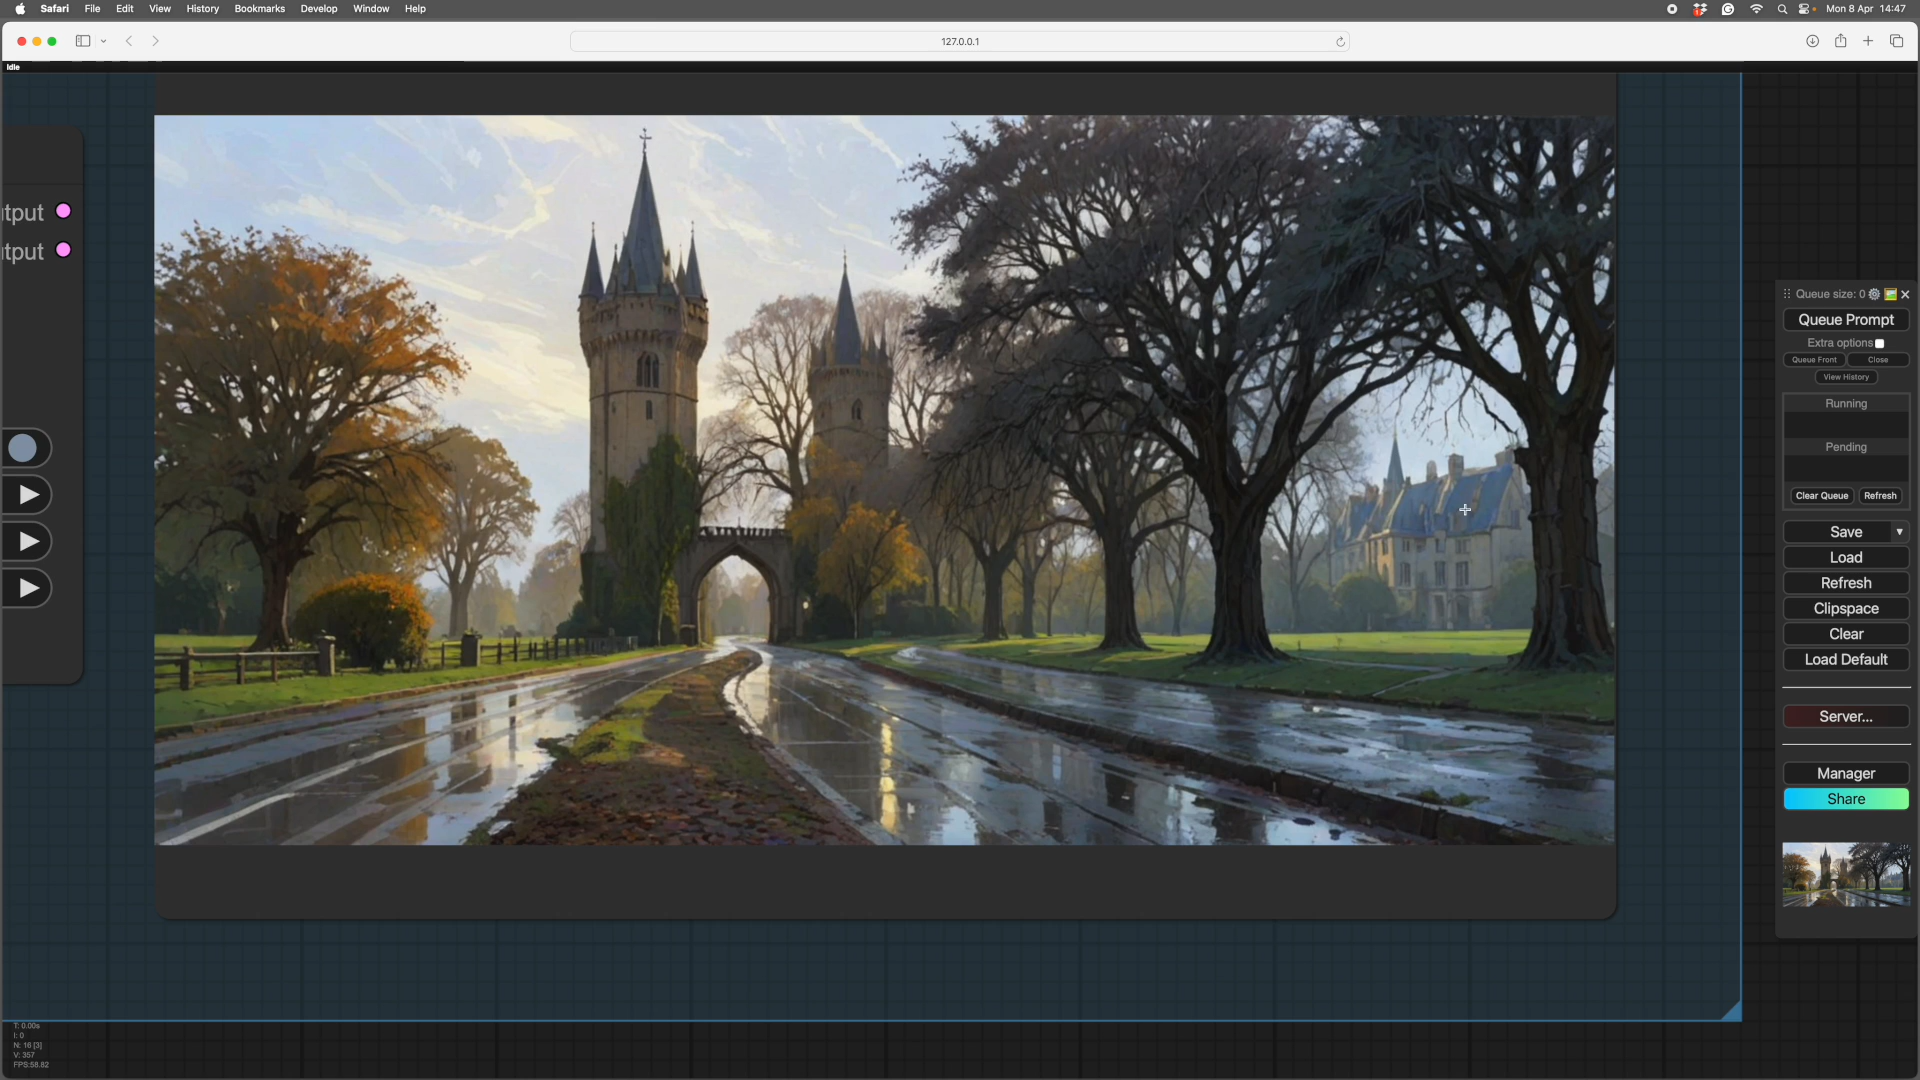 Safari File Edit View History Bookmarks Develop Window Help
Mon 8 Apr 14:47
127.0.0.1
Idle
tput
tput
Queue size: 0
Queue Prompt
Extra options
Queue Front Close
View History
Running
Pending
Clear Queue Refresh
Save ▼
Load
Refresh
Clipspace
Clear
Load Default
Server...
Manager
Share
T: 0.00s
I: 0
N: 16 [3]
V: 357
FPS:58.82